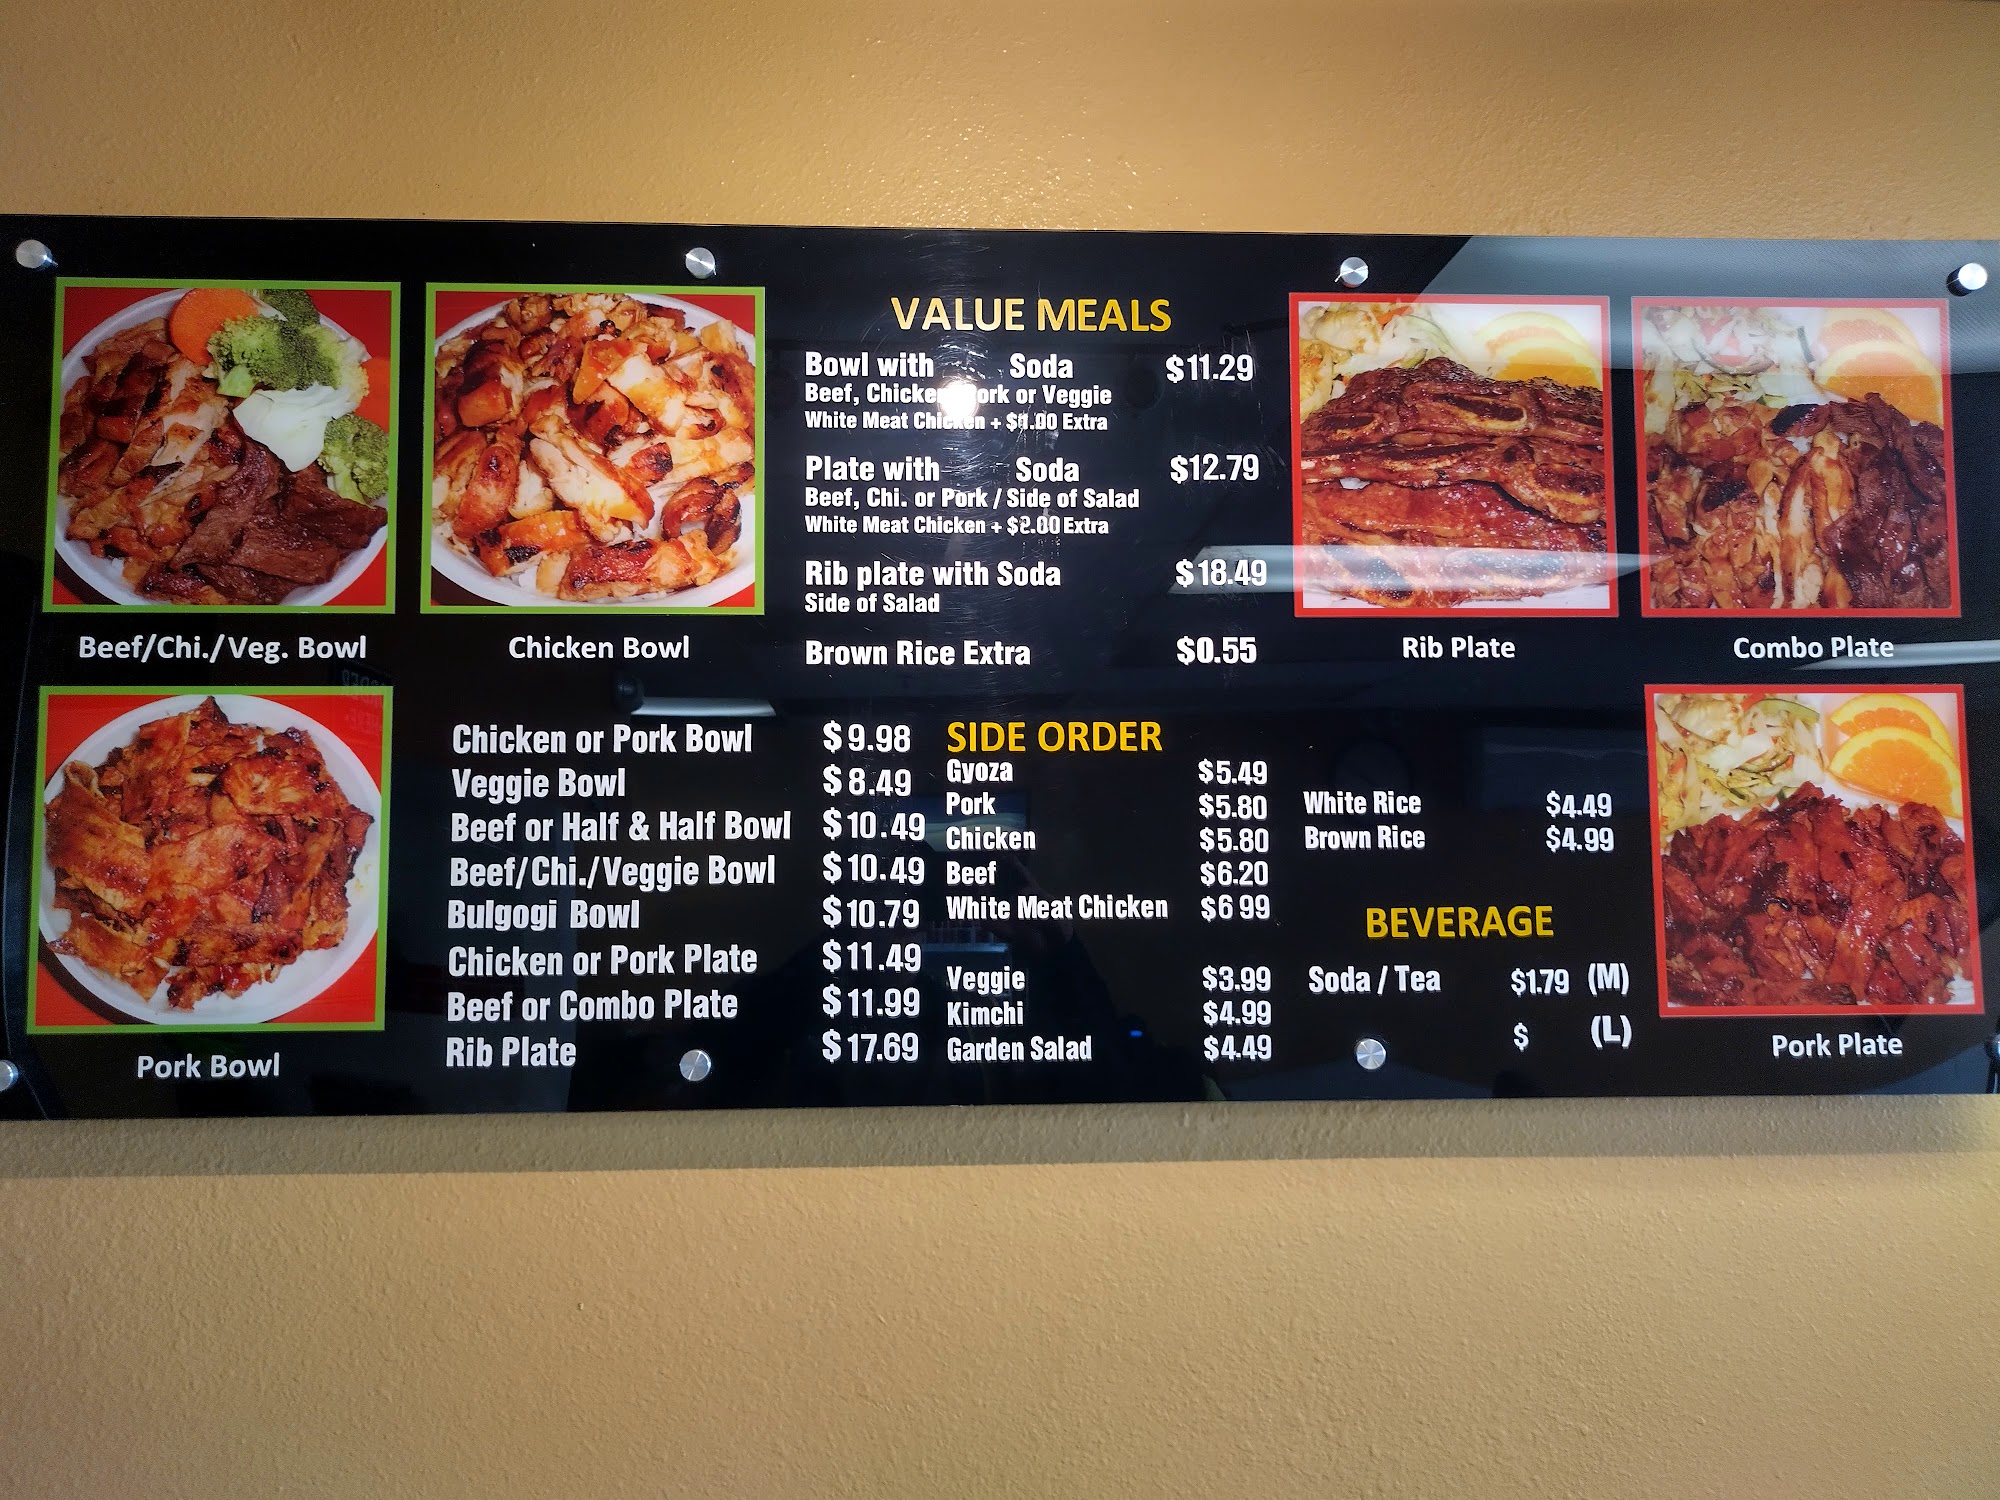 VALUE MEALS
Bowl with Soda $11.29
Beef, Chicken Pork or Veggie
White Meat Chicken + $1.00 Extra
Plate with Soda $12.79
Beef, Chi. or Pork / Side of Salad
White Meat Chicken + $2.00 Extra
Rib plate with Soda $18.49
Side of Salad
Brown Rice Extra $0.55
Beef/Chi./Veg. Bowl
Chicken Bowl
Rib Plate
Combo Plate
Pork Bowl
Chicken or Pork Bowl $9.98
Veggie Bowl $8.49
Beef or Half & Half Bowl $10.49
Beef/Chi./Veggie Bowl $10.49
Bulgogi Bowl $10.79
Chicken or Pork Plate $11.49
Beef or Combo Plate $11.99
Rib Plate $17.69
SIDE ORDER
Gyoza $5.49
Pork $5.80
Chicken $5.80
Beef $6.20
White Meat Chicken $6 99
Veggie $3.99
Kimchi $4.99
Garden Salad $4.49
White Rice $4.49
Brown Rice $4.99
BEVERAGE
Soda / Tea $1.79 (M)
$ (L)
Pork Plate